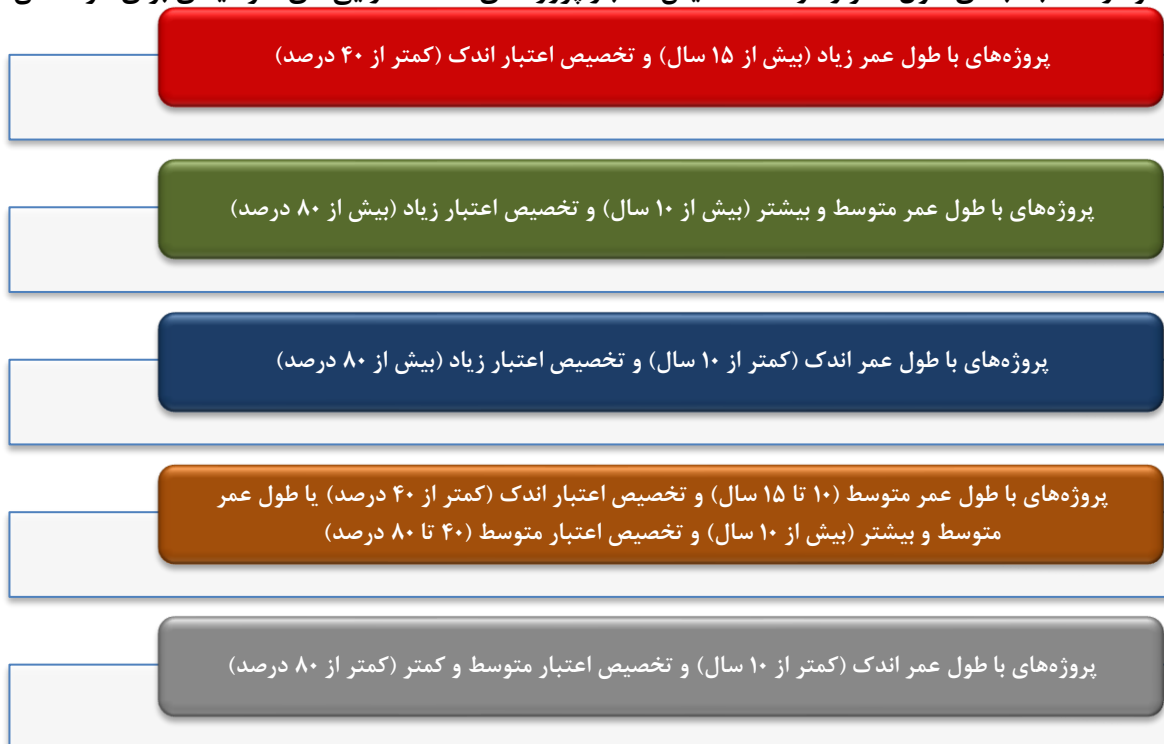 پروژه‌های با طول عمر زیاد (بیش از ۱۵ سال) و تخصیص اعتبار اندک (کمتر از ۴۰ درصد)
پروژه‌های با طول عمر متوسط و بیشتر (بیش از ۱۰ سال) و تخصیص اعتبار زیاد (بیش از ۸۰ درصد)
پروژه‌های با طول عمر اندک (کمتر از ۱۰ سال) و تخصیص اعتبار زیاد (بیش از ۸۰ درصد)
پروژه‌های با طول عمر متوسط (۱۰ تا ۱۵ سال) و تخصیص اعتبار اندک (کمتر از ۴۰ درصد) یا طول عمر
متوسط و بیشتر (بیش از ۱۰ سال) و تخصیص اعتبار متوسط (۴۰ تا ۸۰ درصد)
پروژه‌های با طول عمر اندک (کمتر از ۱۰ سال) و تخصیص اعتبار متوسط و کمتر (کمتر از ۸۰ درصد)